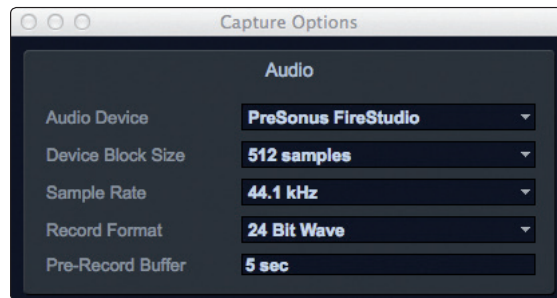 Capture Options
Audio
Audio Device PreSonus FireStudio
Device Block Size 512 samples
Sample Rate 44.1 kHz
Record Format 24 Bit Wave
Pre-Record Buffer 5 sec